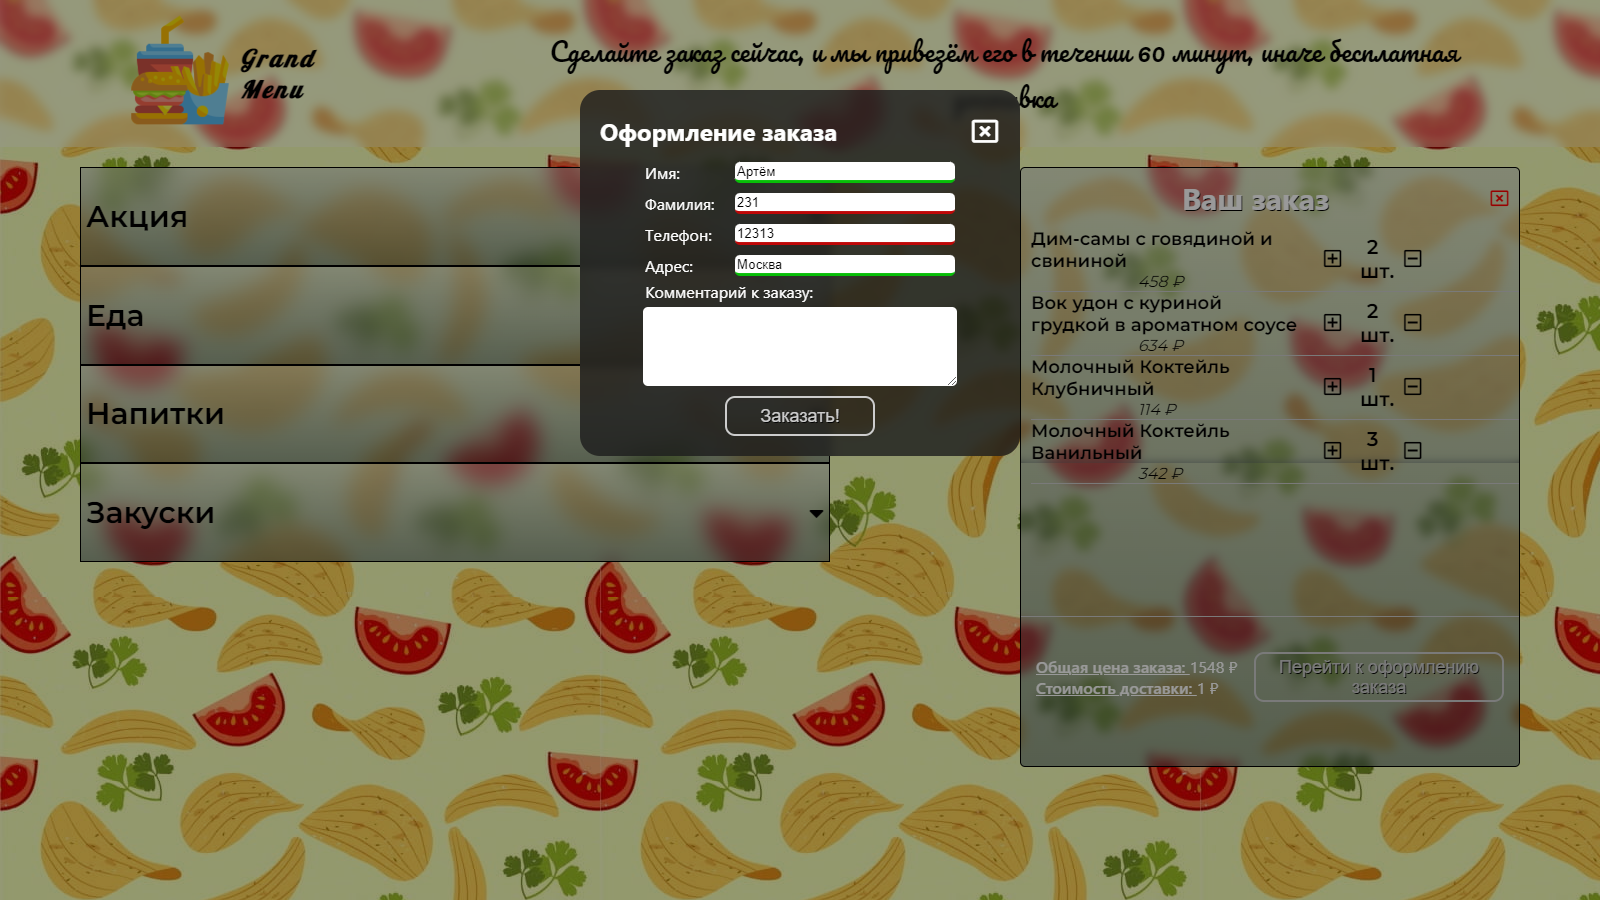 Grand
Menu
Сделайте заказ сейчас, и мы привезём его в течении 60 минут, иначе бесплатная
вка
Оформление заказа
Имя: Артём
Фамилия: 231
Телефон: 12313
Адрес: Москва
Комментарий к заказу:
Заказать!
Акция
Еда
Напитки
Закуски
Ваш заказ
Дим-самы с говядиной и
свининой
458 ₽
2
шт.
Вок удон с куриной
грудкой в ароматном соусе
634 ₽
2
шт.
Молочный Коктейль
Клубничный
114 ₽
1
шт.
Молочный Коктейль
Ванильный
342 ₽
3
шт.
Общая цена заказа: 1548 ₽
Стоимость доставки: 1 ₽
Перейти к оформлению
заказа